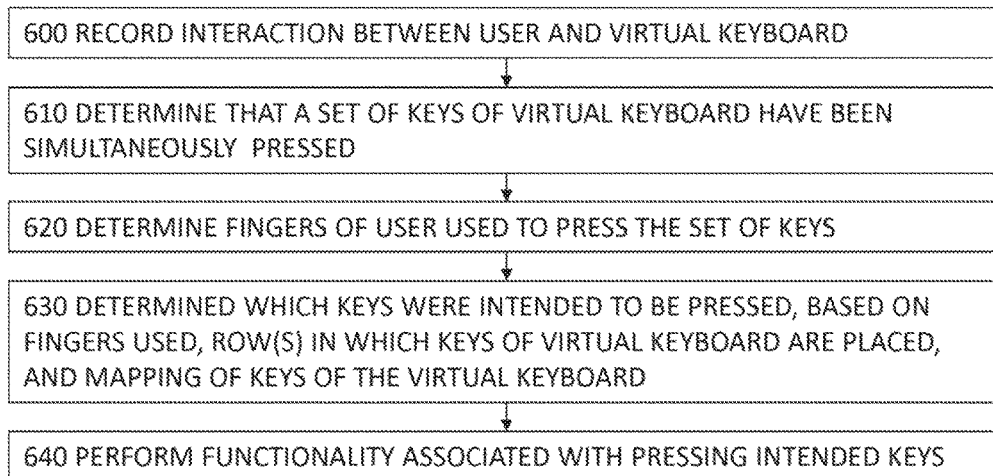 600 RECORD INTERACTION BETWEEN USER AND VIRTUAL KEYBOARD
610 DETERMINE THAT A SET OF KEYS OF VIRTUAL KEYBOARD HAVE BEEN
SIMULTANEOUSLY PRESSED
620 DETERMINE FINGERS OF USER USED TO PRESS THE SET OF KEYS
630 DETERMINED WHICH KEYS WERE INTENDED TO BE PRESSED, BASED ON
FINGERS USED, ROW(S) IN WHICH KEYS OF VIRTUAL KEYBOARD ARE PLACED,
AND MAPPING OF KEYS OF THE VIRTUAL KEYBOARD
640 PERFORM FUNCTIONALITY ASSOCIATED WITH PRESSING INTENDED KEYS